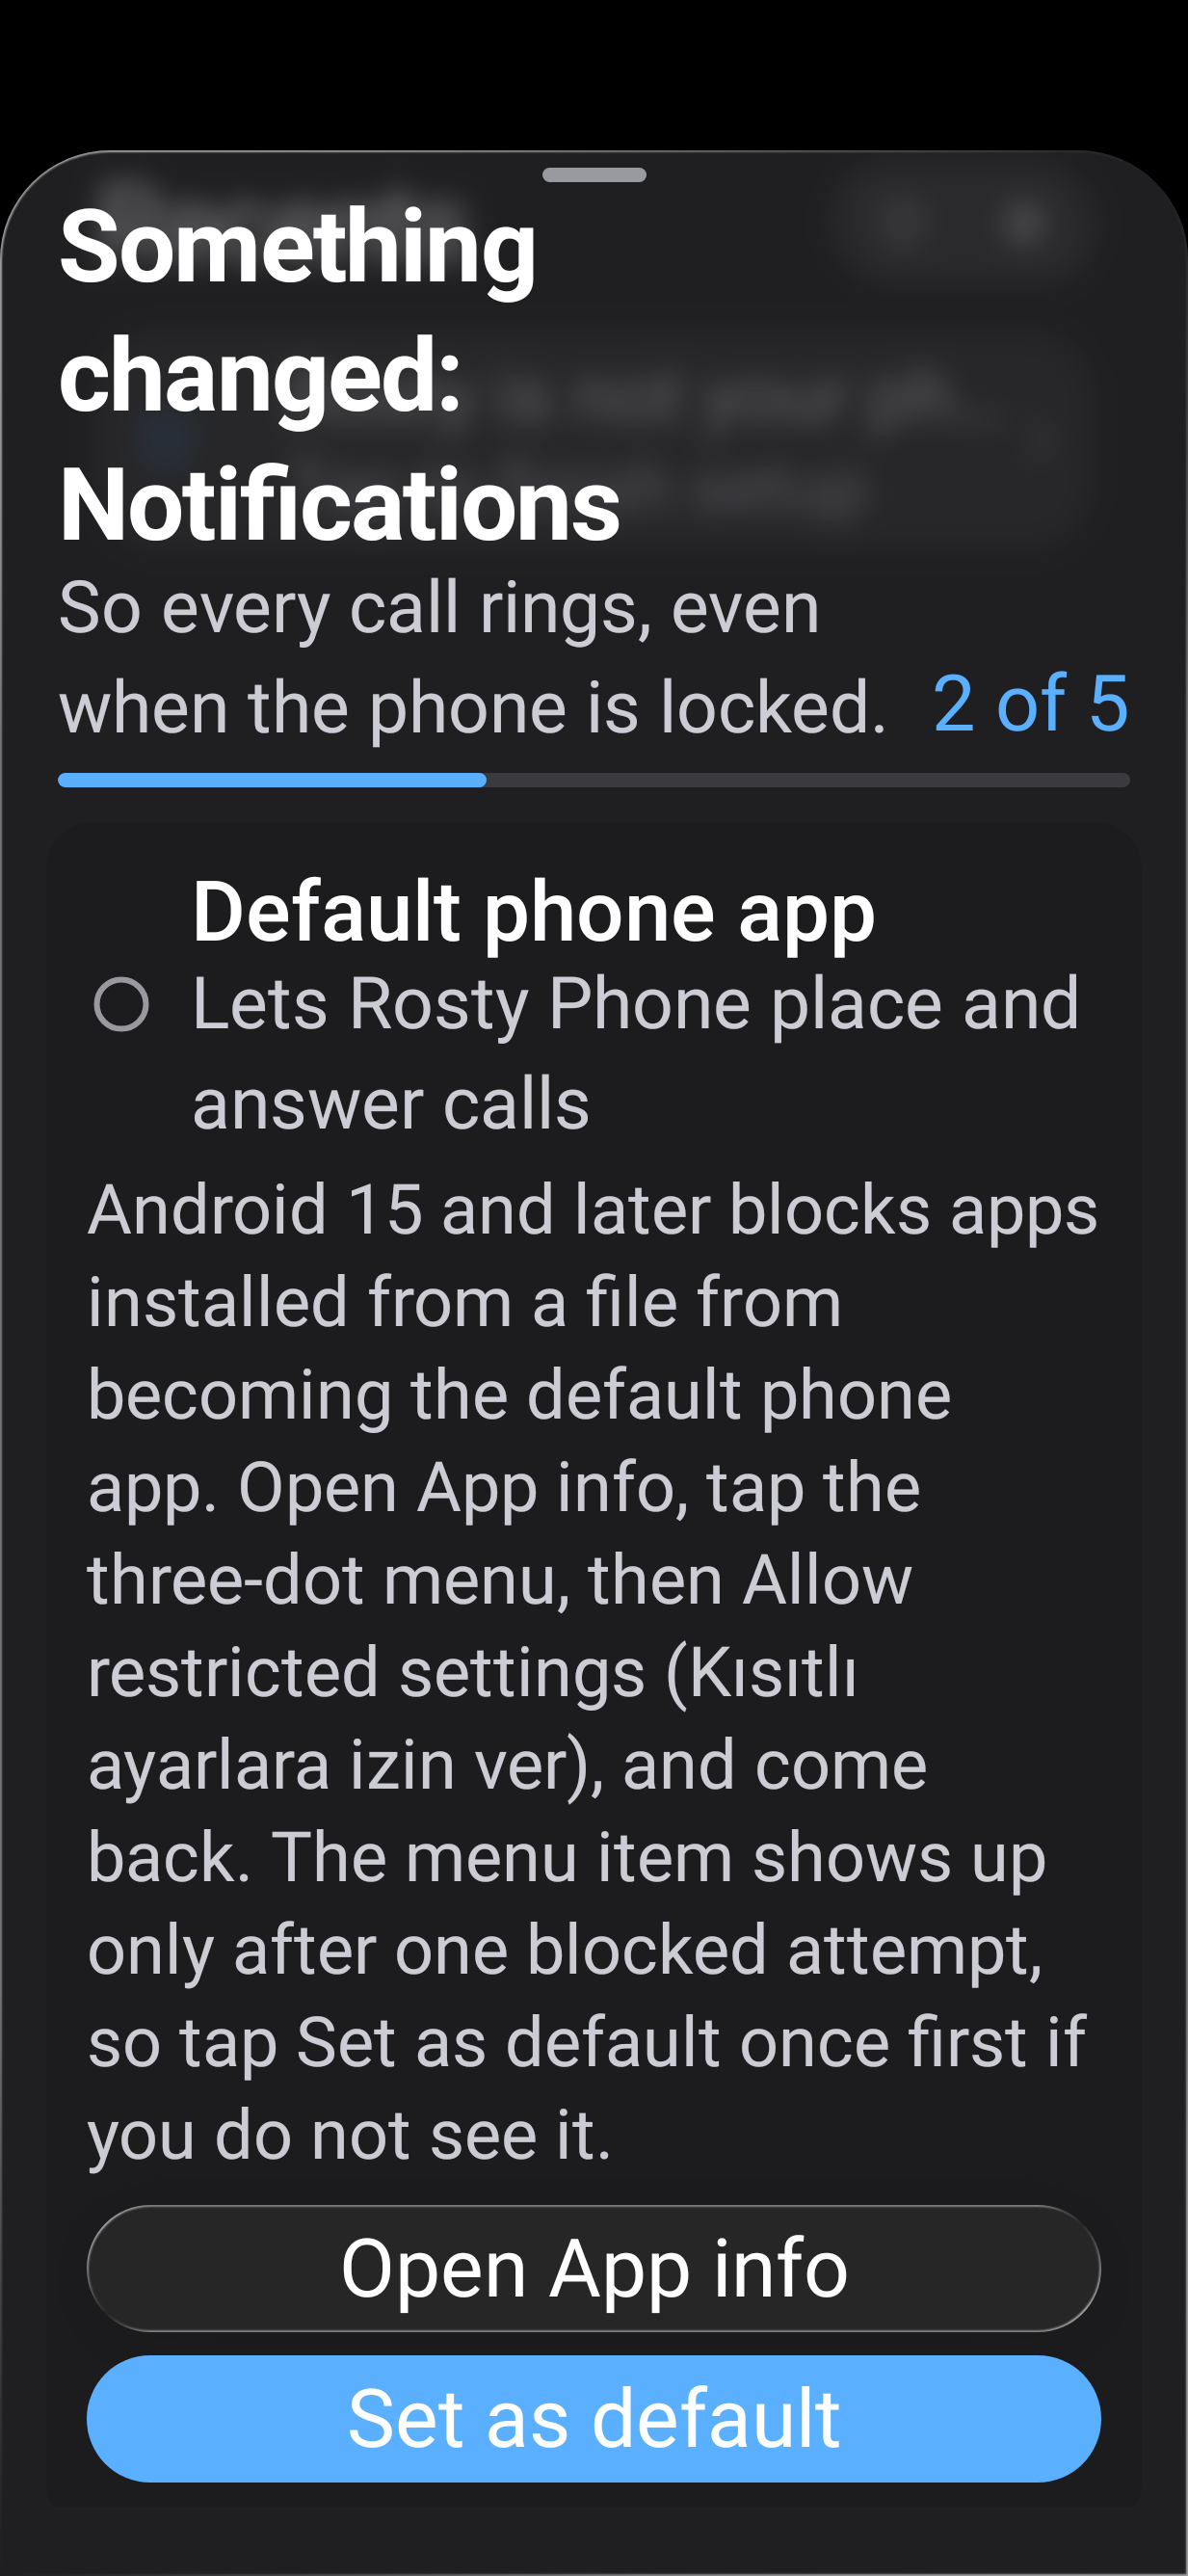 Something
changed:
Notifications
So every call rings, even
when the phone is locked.
2 of 5
Default phone app
Lets Rosty Phone place and
answer calls
Android 15 and later blocks apps
installed from a file from
becoming the default phone
app. Open App info, tap the
three-dot menu, then Allow
restricted settings (Kısıtlı
ayarlara izin ver), and come
back. The menu item shows up
only after one blocked attempt,
so tap Set as default once first if
you do not see it.
Open App info
Set as default